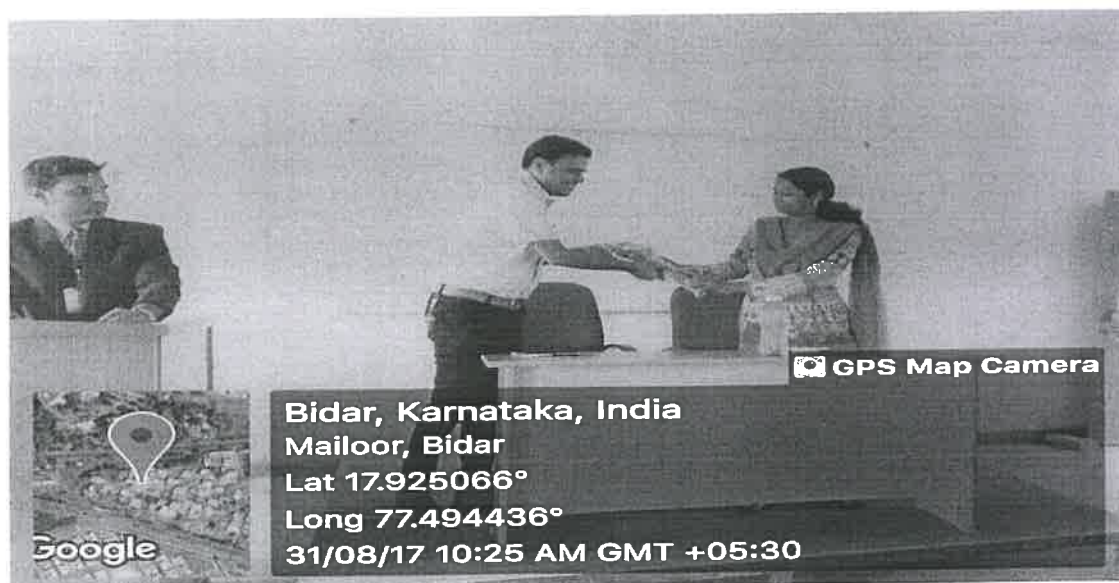 GPS Map Camera
Bidar, Karnataka, India
Mailoor, Bidar
Lat 17.925066°
Long 77.494436°
31/08/17 10:25 AM GMT +05:30
Google